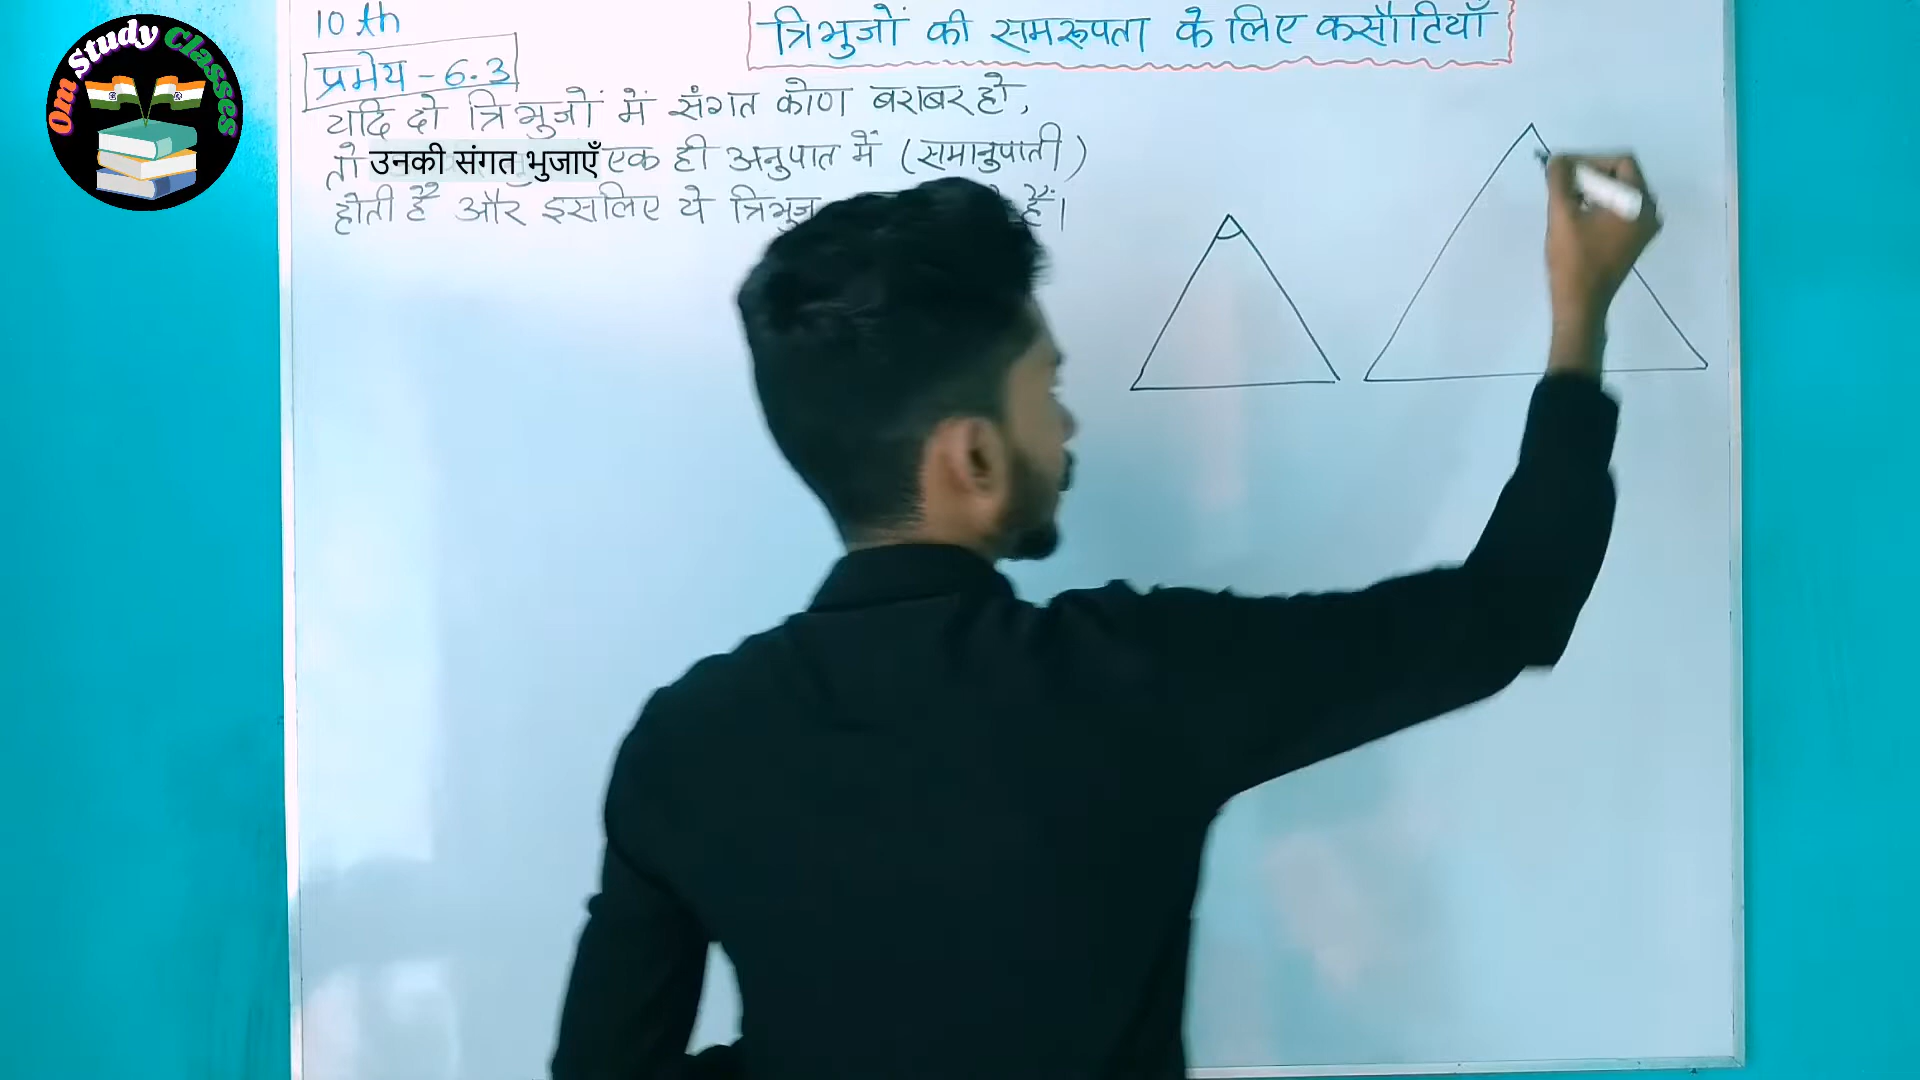 Om Study Classes
10 th
त्रिभुजों की समरूपता के लिए कसौटियाँ
प्रमेय - 6.3
यदि दो त्रिभुजों में संगत कोण बराबर हो,
तो उनकी संगत भुजाएँ एक ही अनुपात में (समानुपाती)
होती हैं और इसलिए ये त्रिभुज हैं।